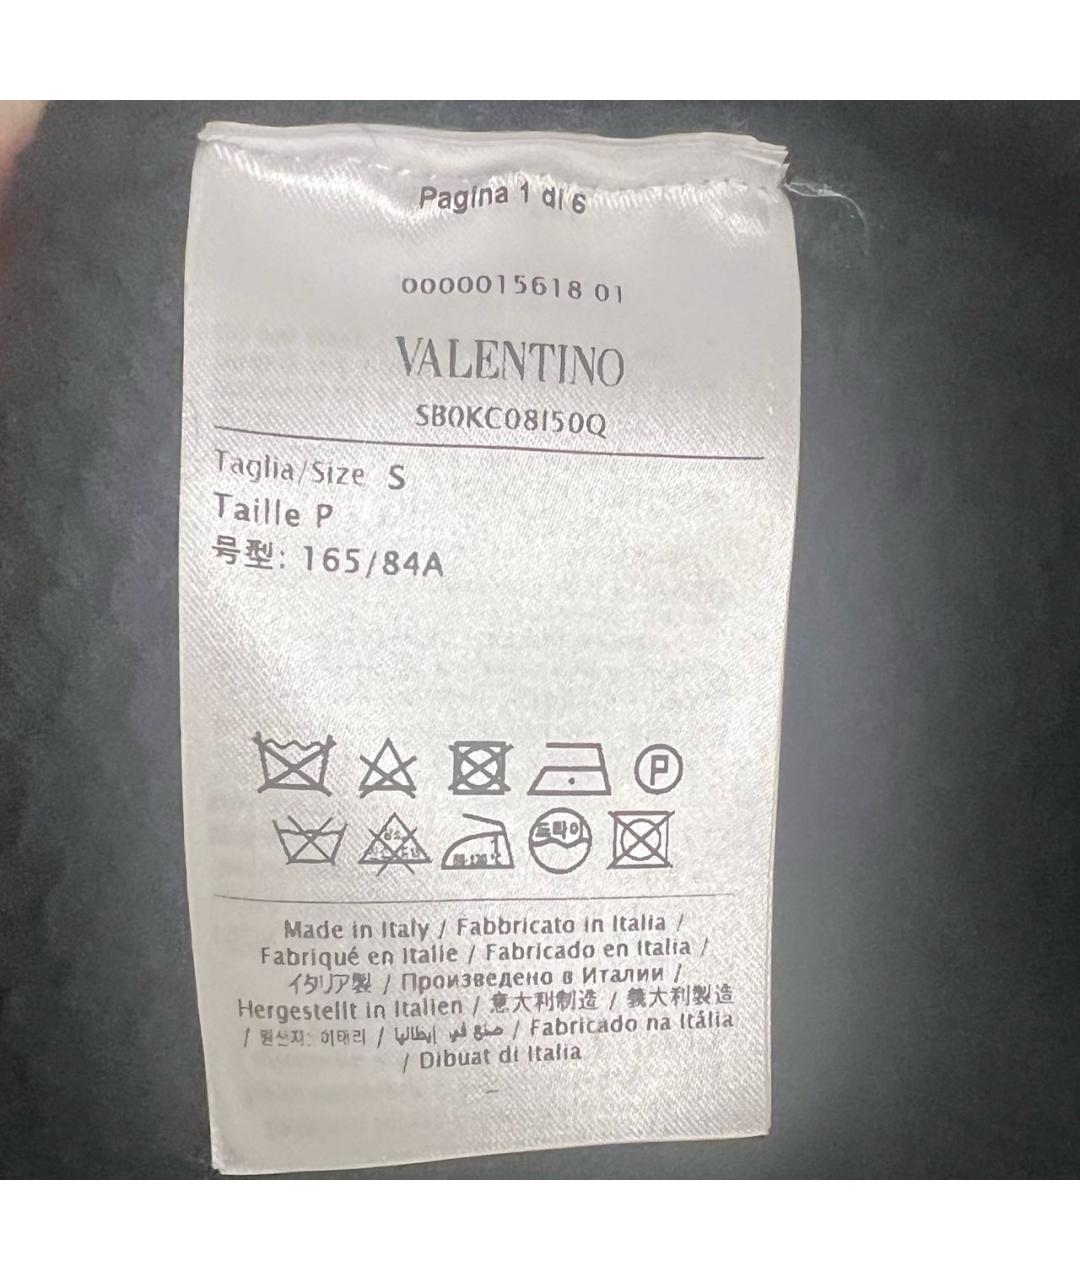 Pagina 1 di 6
0000015618 01
VALENTINO
SB0KC08I50Q
Taglia/Size S
Taille P
号型: 165/84A
P
드라이
Made in Italy / Fabbricato in Italia /
Fabriqué en Italie / Fabricado en Italia /
イタリア製 / Произведено в Италии /
Hergestellt in Italien / 意大利制造 / 義大利製造
/ 원산지: 이태리 / صنع في إيطاليا / Fabricado na Itália
/ Dibuat di Italia